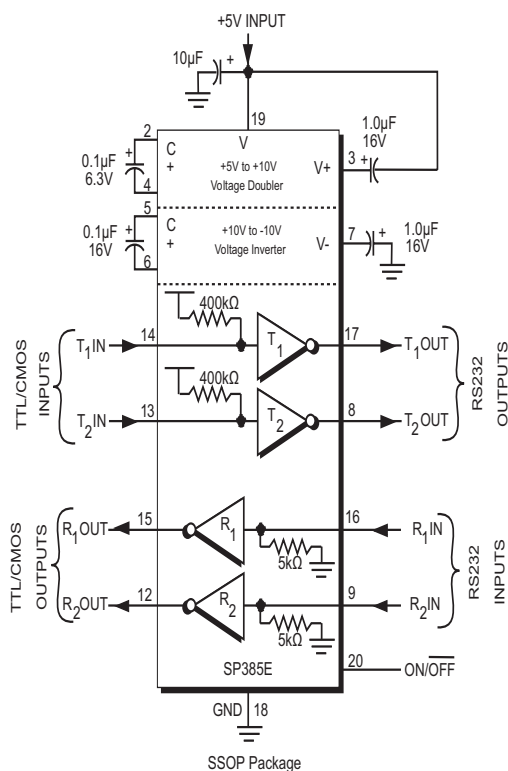 +5V INPUT
10µF +
19
V
2
0.1µF
6.3V
+
4
C
+
+5V to +10V
Voltage Doubler
V+
3
+
1.0µF
16V
5
0.1µF
16V
+
6
C
+
+10V to -10V
Voltage Inverter
V-
7
+
1.0µF
16V
TTL/CMOS
INPUTS
400kΩ
T1IN
14
T1
17
T1OUT
400kΩ
T2IN
13
T2
8
T2OUT
RS232
OUTPUTS
TTL/CMOS
OUTPUTS
R1OUT
15
R1
16
R1IN
5kΩ
R2OUT
12
R2
9
R2IN
5kΩ
RS232
INPUTS
20
ON/OFF
SP385E
GND 18
SSOP Package